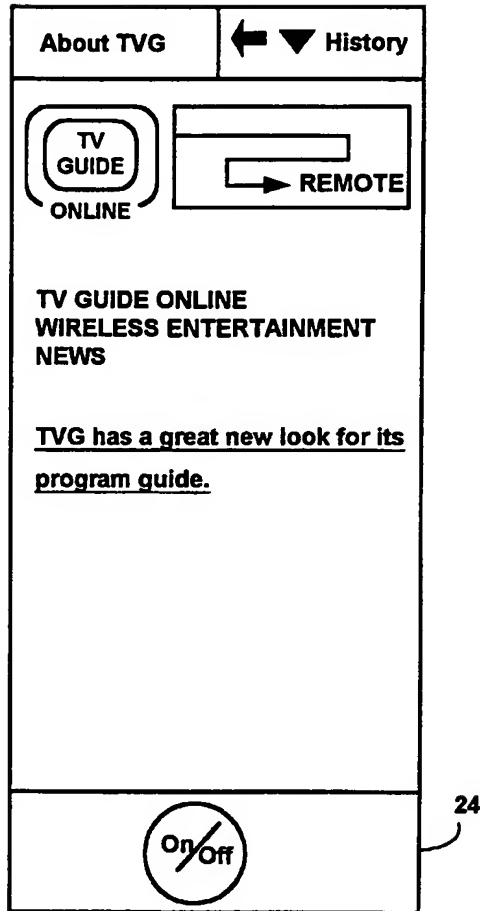 About TVG
History
TV
GUIDE
ONLINE
REMOTE
TV GUIDE ONLINE
WIRELESS ENTERTAINMENT
NEWS
TVG has a great new look for its
program guide.
24
On/Off